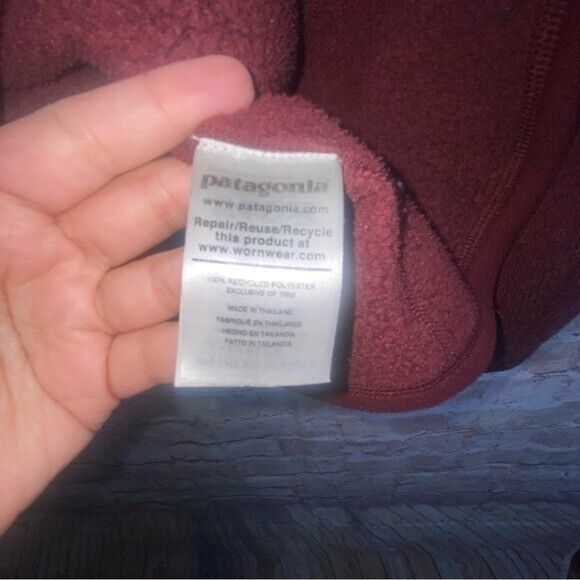 patagonia®
www.patagonia.com
Repair/Reuse/Recycle
this product at
www.wornwear.com
100% RECYCLED POLYESTER
EXCLUSIVE OF TRIM
MADE IN THAILAND
FABRIQUÉ EN THAÏLANDE
HECHO EN TAILANDIA
FATTO IN TAILANDIA